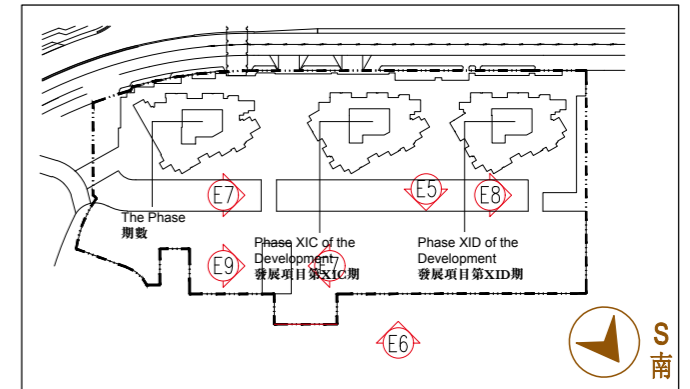 E7
E5
E8
The Phase
期數
Phase XIC of the
Development
發展項目第XIC期
Phase XID of the
Development
發展項目第XID期
E9
E7
E6
S
南